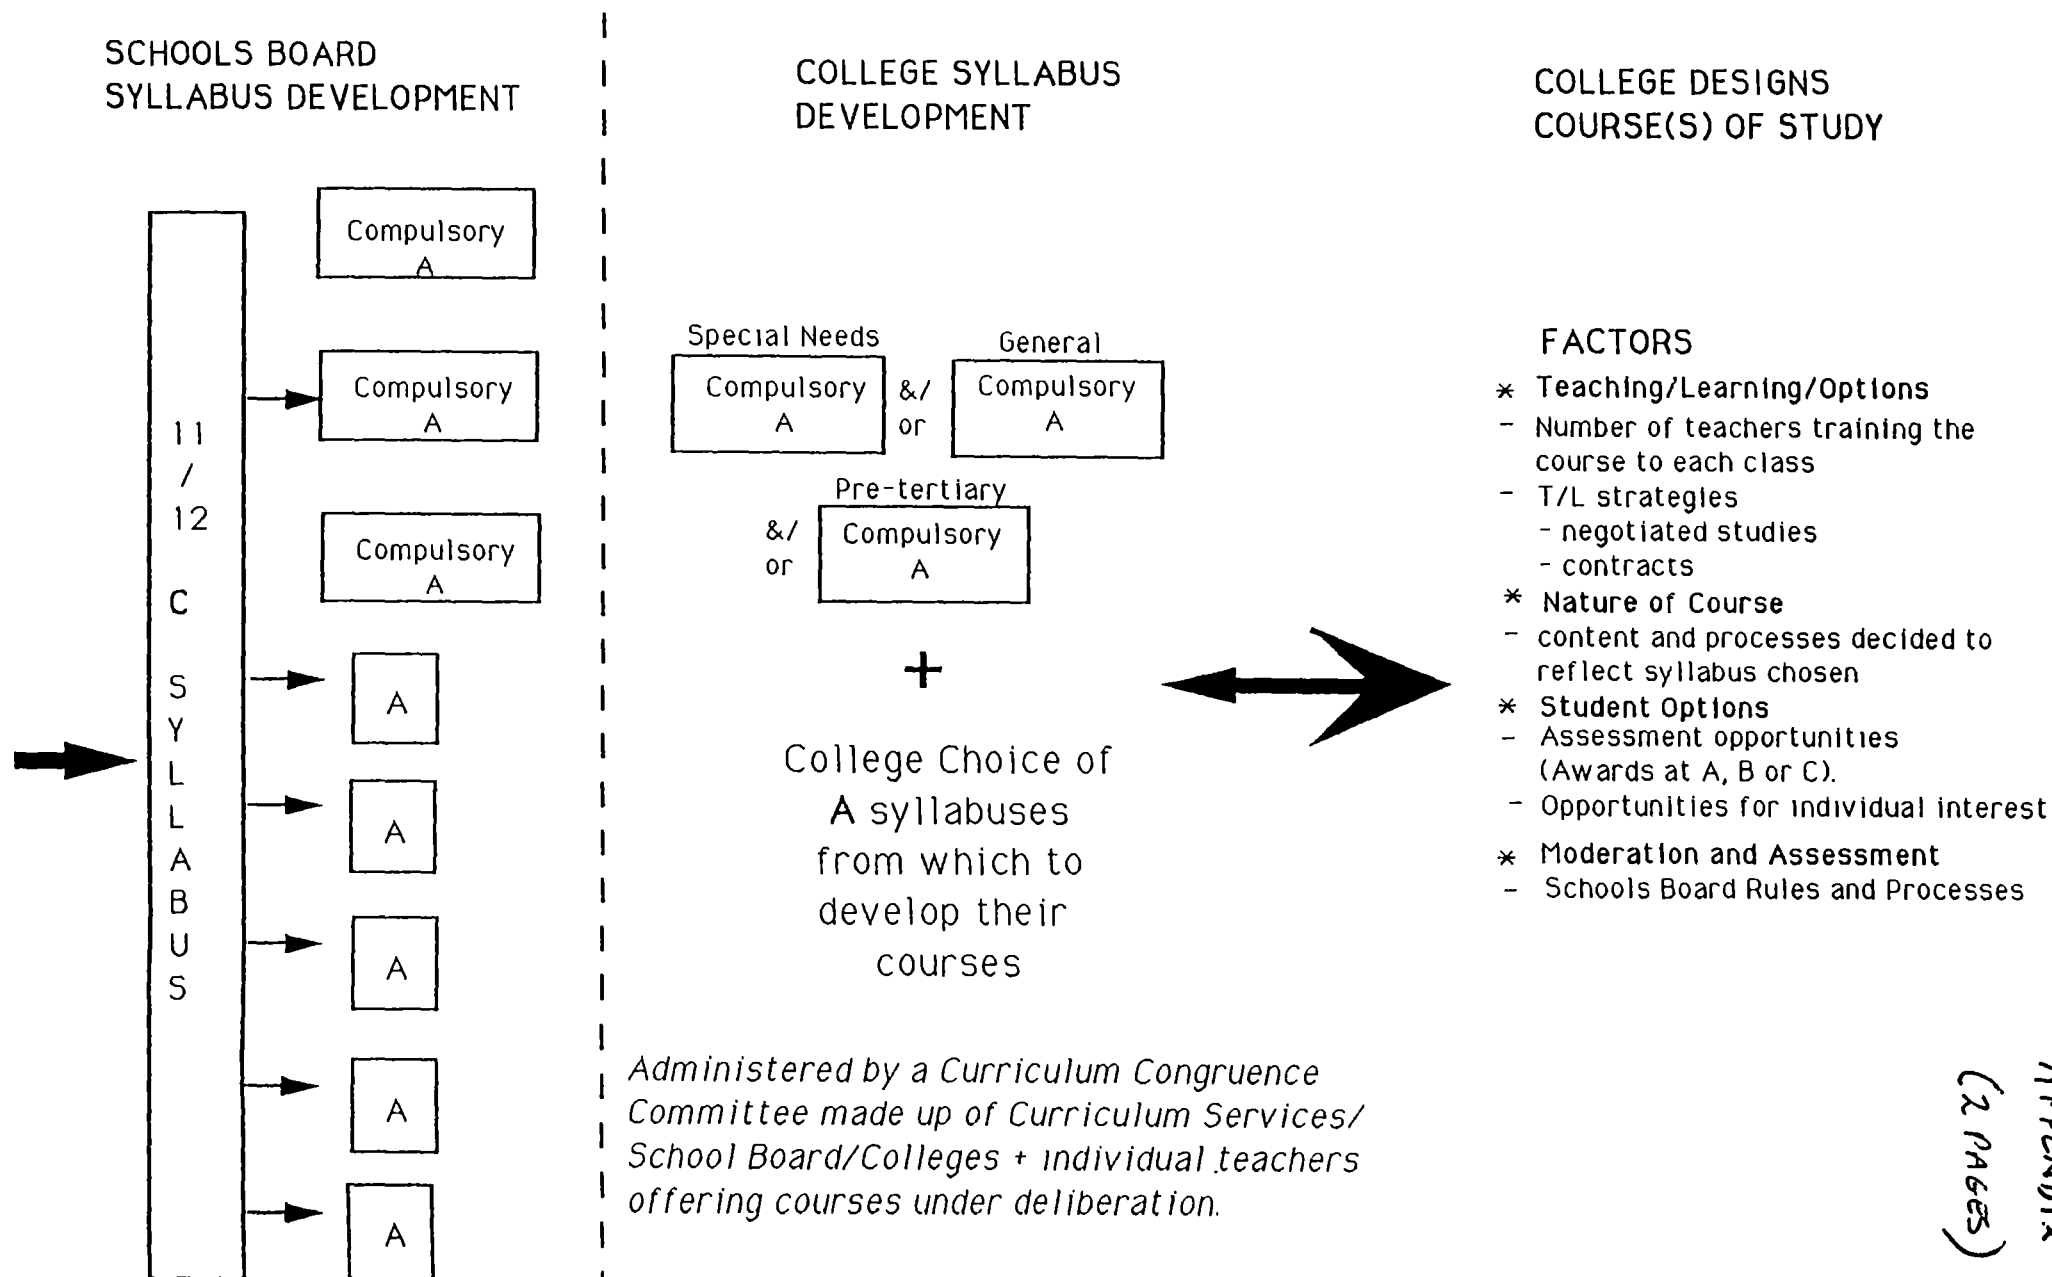 SCHOOLS BOARD
SYLLABUS DEVELOPMENT
11
/
12
C
S
Y
L
L
A
B
U
S
Compulsory
A
Compulsory
A
Compulsory
A
A
A
A
A
A
COLLEGE SYLLABUS
DEVELOPMENT
Special Needs
Compulsory
A
&/
or
General
Compulsory
A
&/
or
Pre-tertiary
Compulsory
A
+
College Choice of
A syllabuses
from which to
develop their
courses
Administered by a Curriculum Congruence
Committee made up of Curriculum Services/
School Board/Colleges + individual teachers
offering courses under deliberation.
COLLEGE DESIGNS
COURSE(S) OF STUDY
FACTORS
* Teaching/Learning/Options
- Number of teachers training the
course to each class
- T/L strategies
- negotiated studies
- contracts
* Nature of Course
- content and processes decided to
reflect syllabus chosen
* Student Options
- Assessment opportunities
(Awards at A, B or C).
- Opportunities for individual interest
* Moderation and Assessment
- Schools Board Rules and Processes
(2 PAGES)